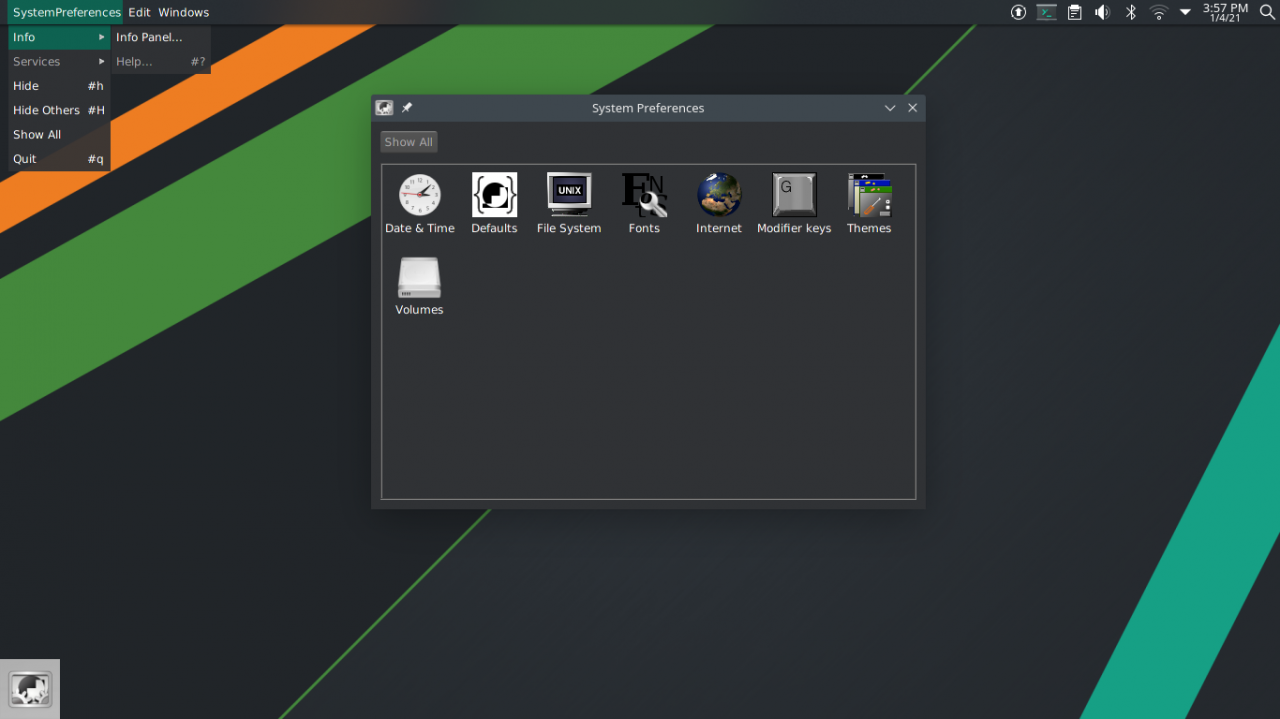 SystemPreferences Edit Windows
3:57 PM
1/4/21
Info
Info Panel...
Services
Help... #?
Hide #h
Hide Others #H
Show All
Quit #q
System Preferences
Show All
UNIX
G
Date & Time
Defaults
File System
Fonts
Internet
Modifier keys
Themes
Volumes